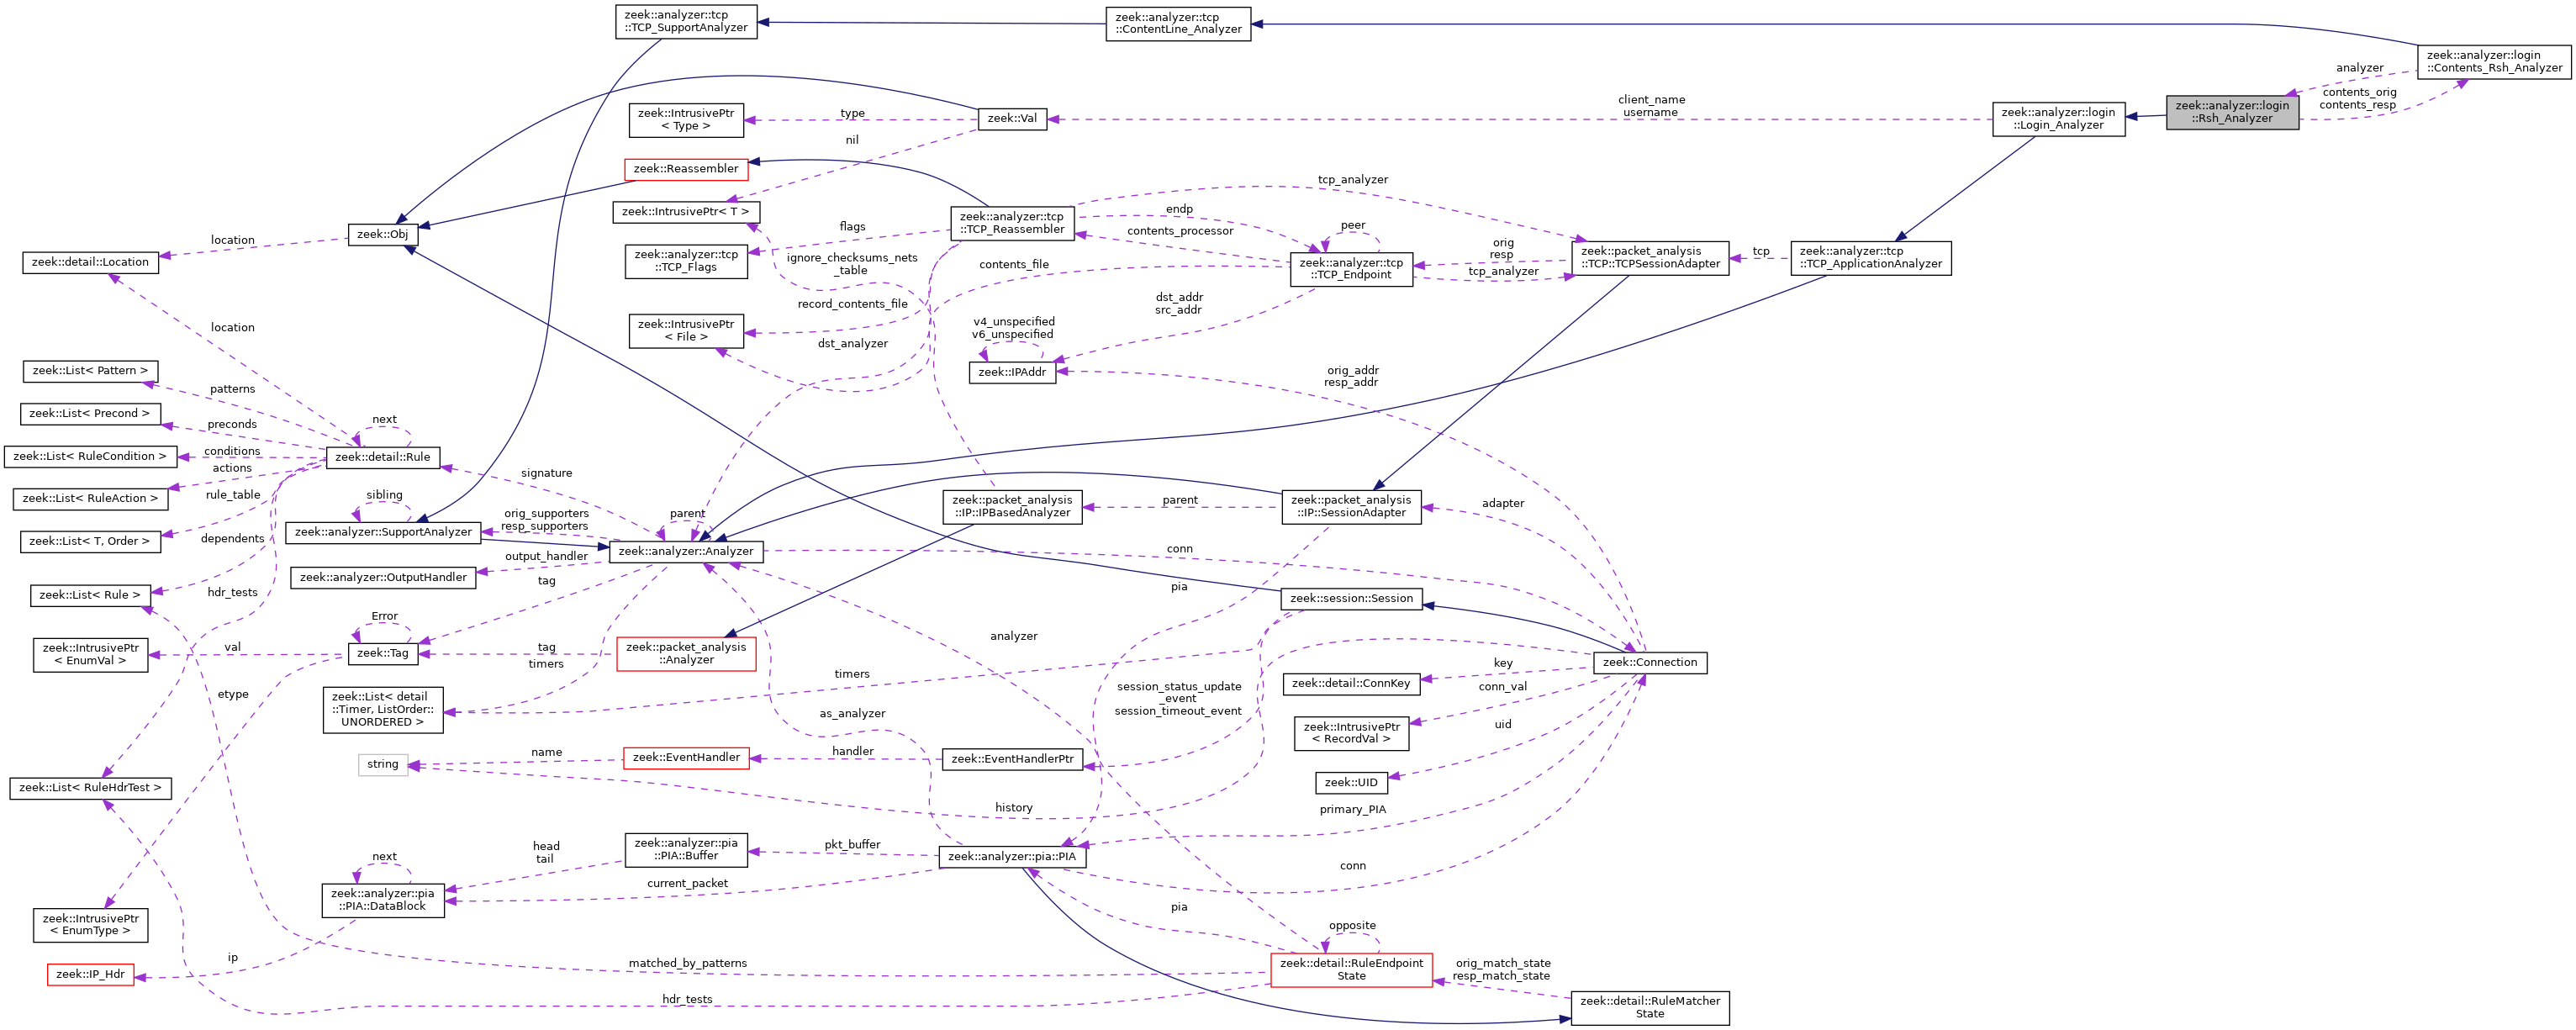 zeek::analyzer::tcp
::TCP_SupportAnalyzer
zeek::analyzer::tcp
::ContentLine_Analyzer
zeek::analyzer::login
::Contents_Rsh_Analyzer
analyzer
contents_orig
contents_resp
zeek::analyzer::login
::Rsh_Analyzer
zeek::analyzer::login
::Login_Analyzer
client_name
username
zeek::Val
type
nil
zeek::IntrusivePtr
< Type >
zeek::Reassembler
zeek::IntrusivePtr< T >
zeek::analyzer::tcp
::TCP_Reassembler
tcp_analyzer
endp
contents_processor
flags
zeek::analyzer::tcp
::TCP_Flags
ignore_checksums_nets
_table
contents_file
peer
zeek::analyzer::tcp
::TCP_Endpoint
orig
resp
tcp_analyzer
zeek::packet_analysis
::TCP::TCPSessionAdapter
tcp
zeek::analyzer::tcp
::TCP_ApplicationAnalyzer
zeek::Obj
location
zeek::detail::Location
location
record_contents_file
zeek::IntrusivePtr
< File >
dst_analyzer
dst_addr
src_addr
v4_unspecified
v6_unspecified
zeek::IPAddr
orig_addr
resp_addr
zeek::List< Pattern >
patterns
zeek::List< Precond >
preconds
next
zeek::List< RuleCondition >
conditions
zeek::detail::Rule
actions
zeek::List< RuleAction >
rule_table
zeek::List< T, Order >
dependents
zeek::List< Rule >
hdr_tests
signature
sibling
zeek::analyzer::SupportAnalyzer
orig_supporters
resp_supporters
parent
zeek::analyzer::Analyzer
output_handler
zeek::analyzer::OutputHandler
tag
zeek::packet_analysis
::IP::IPBasedAnalyzer
parent
zeek::packet_analysis
::IP::SessionAdapter
adapter
conn
pia
zeek::session::Session
Error
zeek::Tag
val
zeek::IntrusivePtr
< EnumVal >
etype
tag
timers
zeek::packet_analysis
::Analyzer
analyzer
zeek::Connection
zeek::List< detail
::Timer, ListOrder::
UNORDERED >
timers
session_status_update
_event
session_timeout_event
key
zeek::detail::ConnKey
conn_val
zeek::IntrusivePtr
< RecordVal >
uid
zeek::UID
as_analyzer
string
name
zeek::EventHandler
handler
zeek::EventHandlerPtr
zeek::List< RuleHdrTest >
history
primary_PIA
zeek::analyzer::pia
::PIA::Buffer
pkt_buffer
zeek::analyzer::pia::PIA
head
tail
next
zeek::analyzer::pia
::PIA::DataBlock
current_packet
conn
pia
zeek::IntrusivePtr
< EnumType >
ip
zeek::IP_Hdr
matched_by_patterns
hdr_tests
opposite
zeek::detail::RuleEndpoint
State
orig_match_state
resp_match_state
zeek::detail::RuleMatcher
State